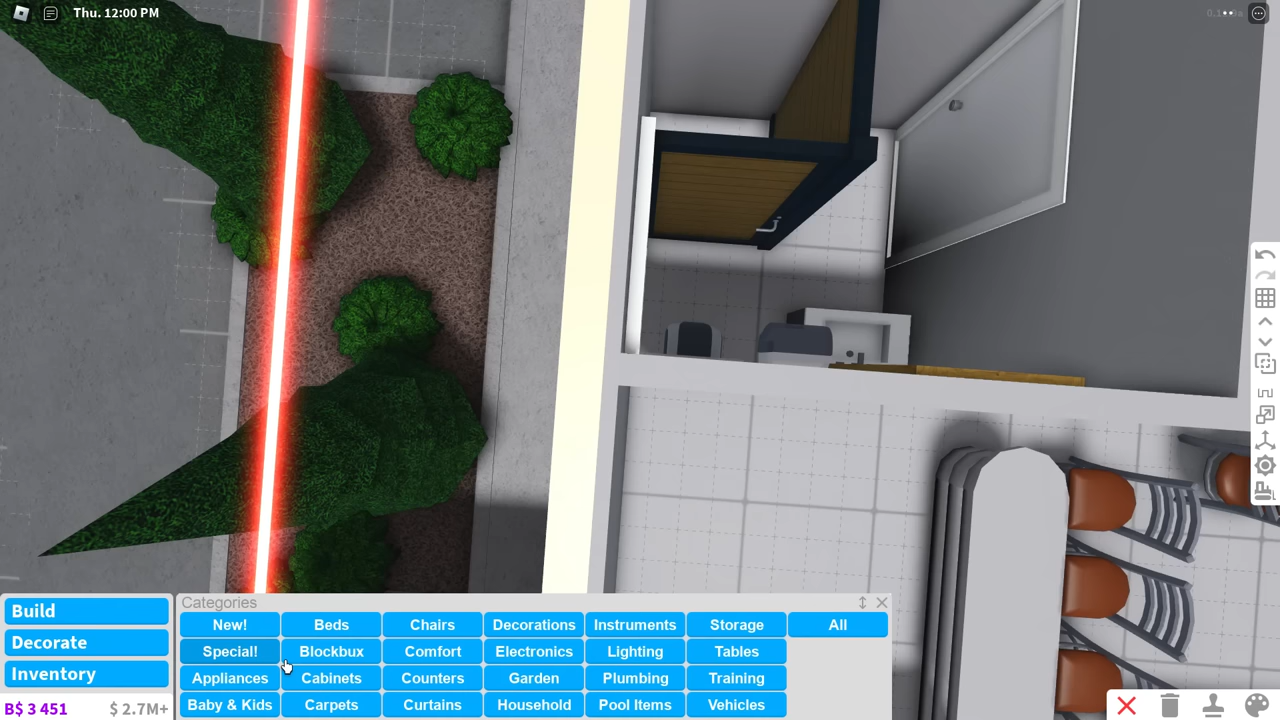 Thu. 12:00 PM
Build
Decorate
Inventory
B$ 3 451
$ 2.7M+
Categories
New!
Beds
Chairs
Decorations
Instruments
Storage
All
Special!
Blockbux
Comfort
Electronics
Lighting
Tables
Appliances
Cabinets
Counters
Garden
Plumbing
Training
Baby & Kids
Carpets
Curtains
Household
Pool Items
Vehicles